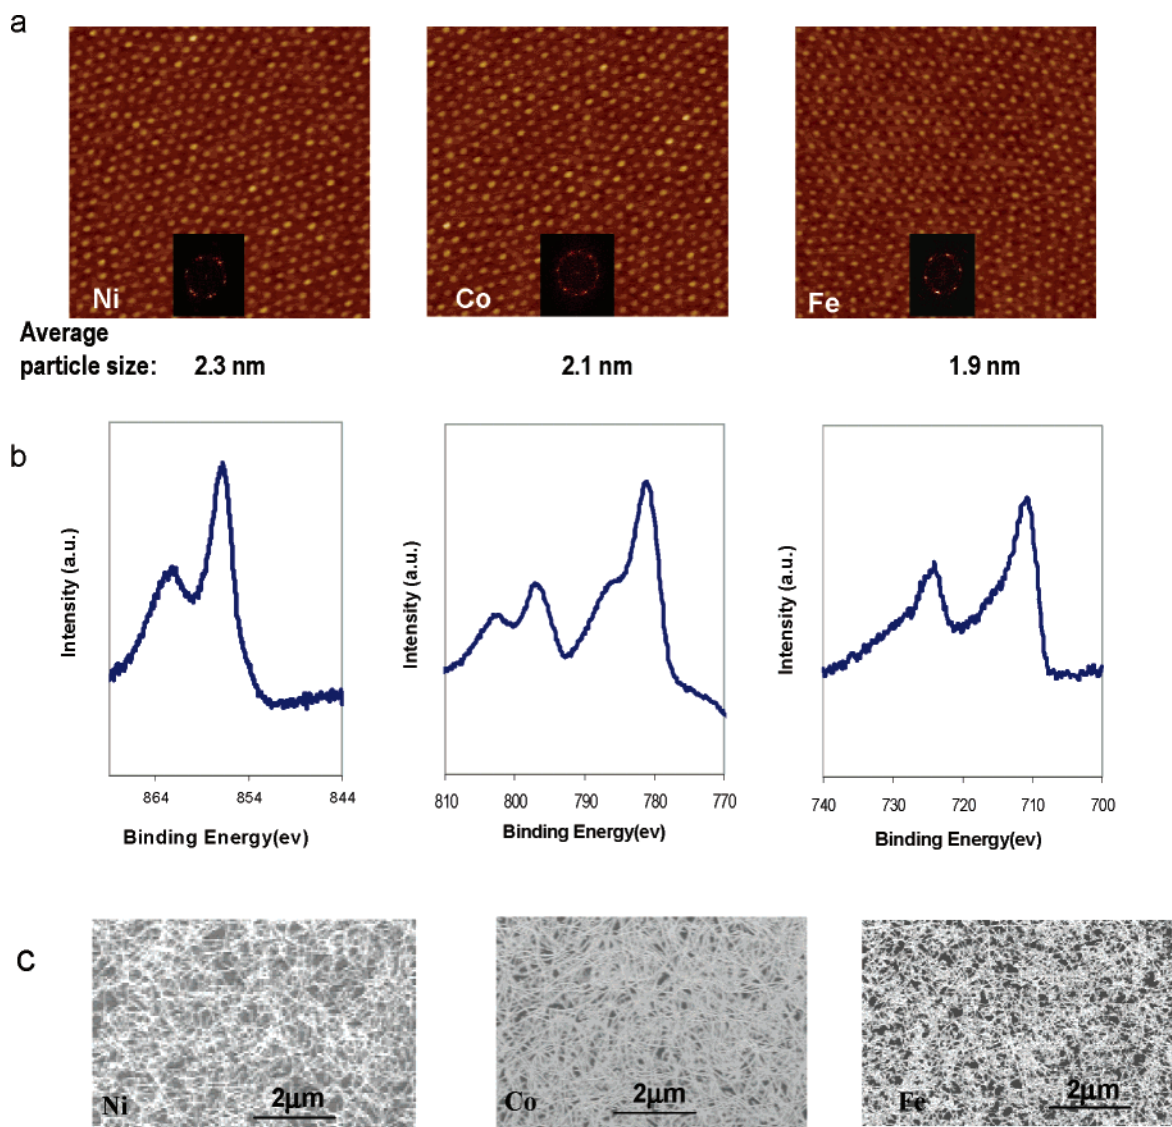 a
Ni
Co
Fe
Average
particle size: 2.3 nm 2.1 nm 1.9 nm
b
Intensity (a.u.)
864 854 844
Binding Energy(ev)
Intensity (a.u.)
810 800 790 780 770
Binding Energy(ev)
Intensity (a.u.)
740 730 720 710 700
Binding Energy(ev)
c
Ni 2μm
Co 2μm
Fe 2μm